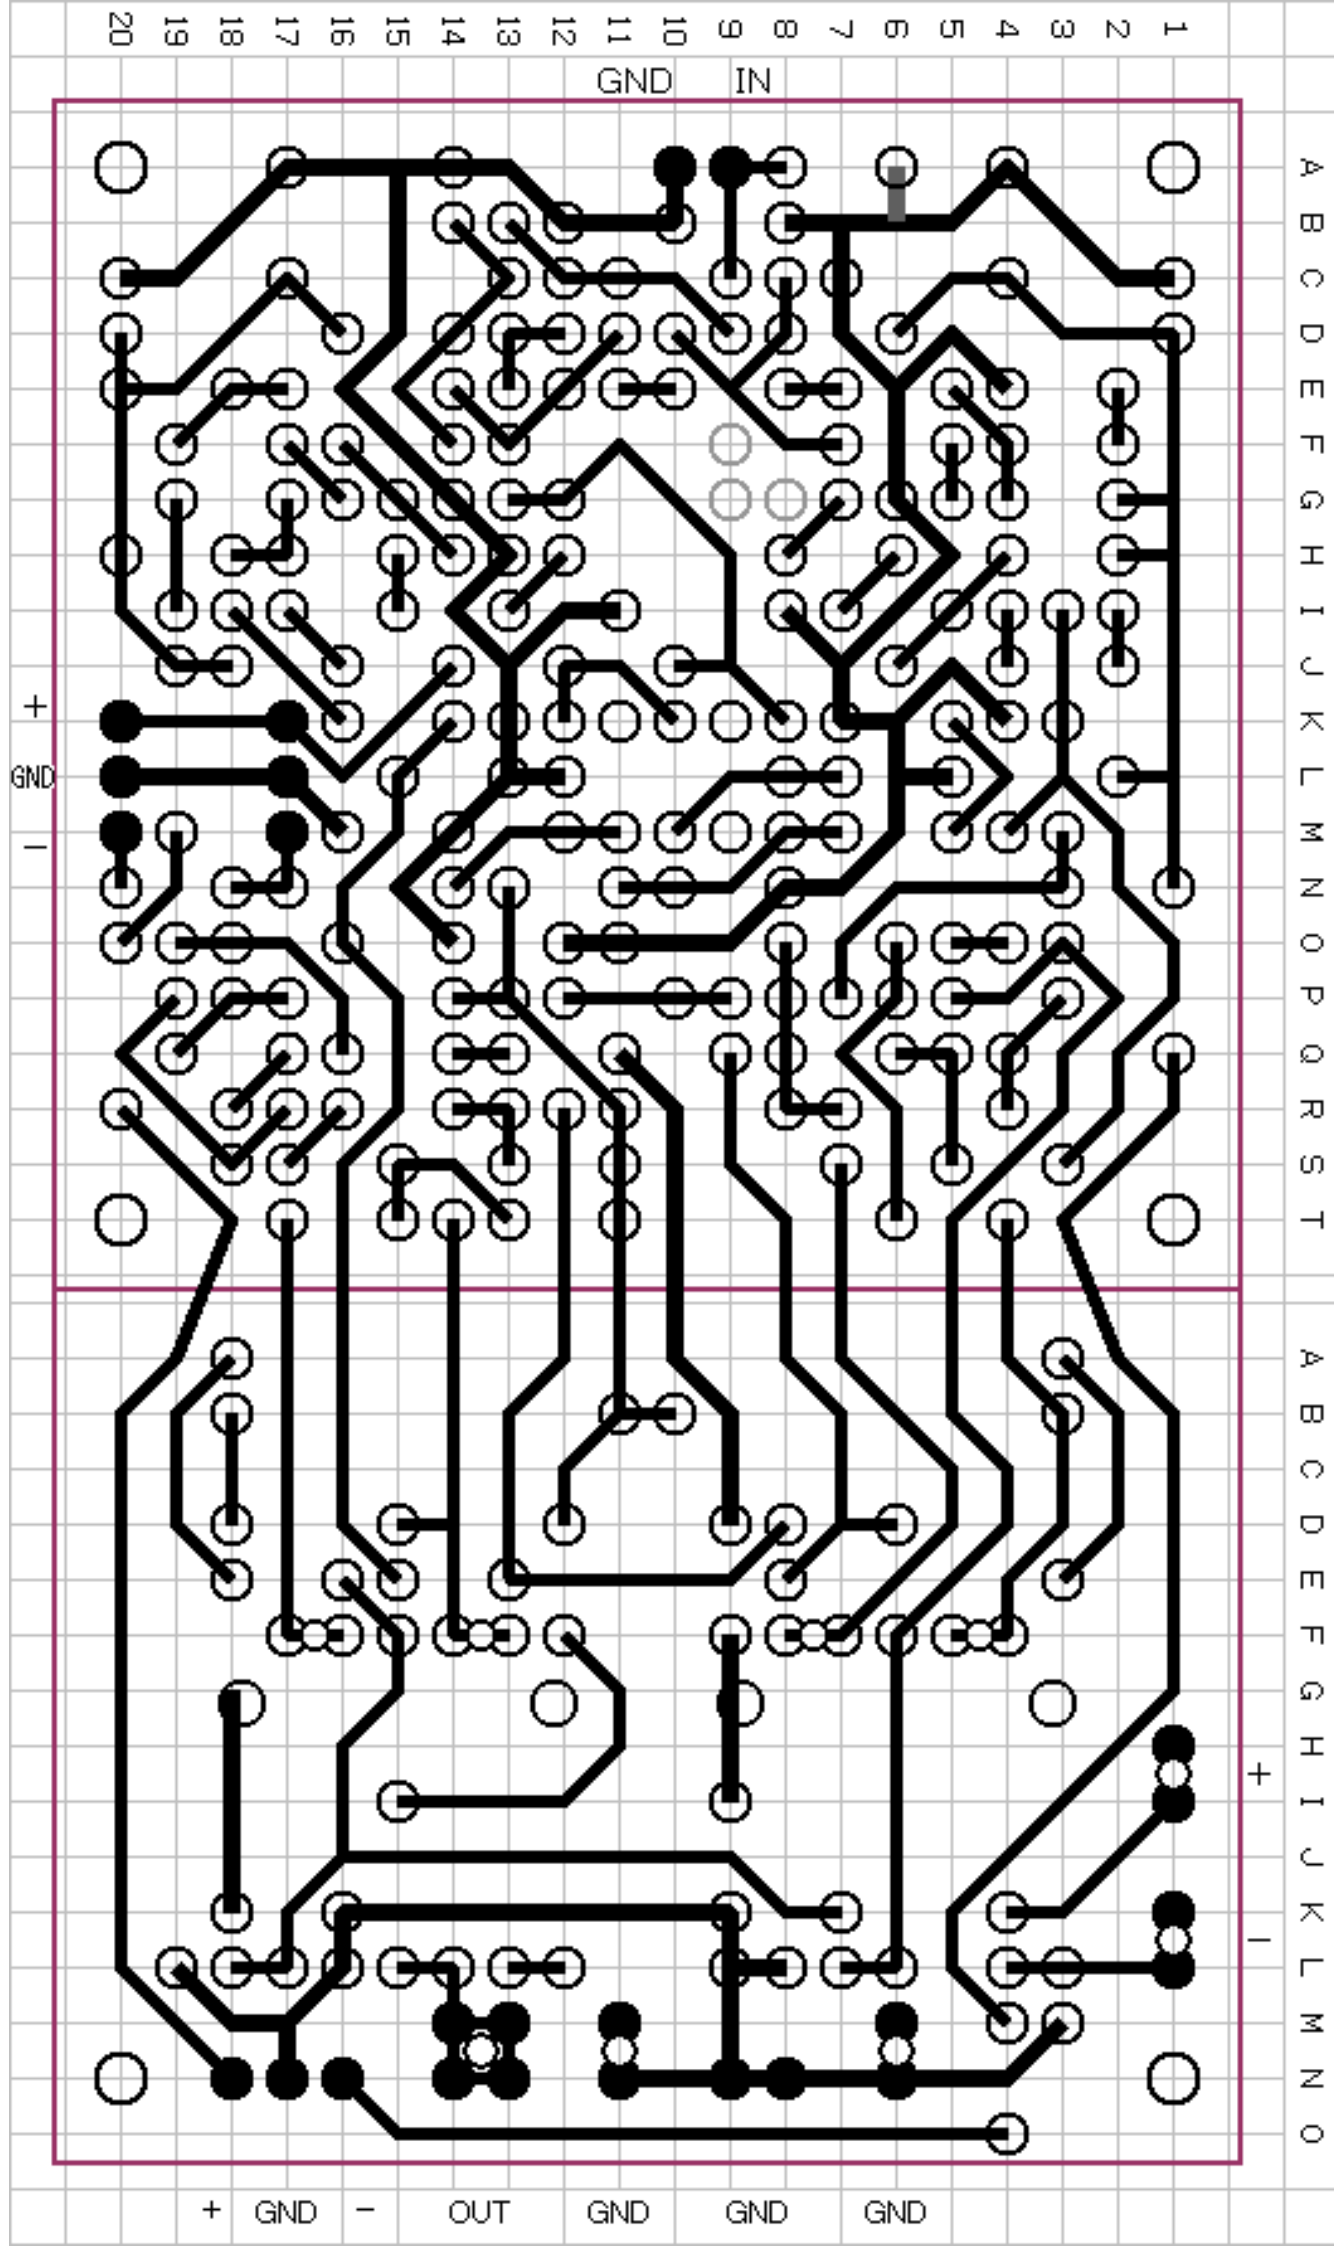 20 19 18 17 16 15 14 13 12 11 10 9 8 7 6 5 4 3 2 1
GND IN
A
B
C
D
E
F
G
H
I
J
+ K
GND L
− M
N
O
P
Q
R
S
T
A
B
C
D
E
F
G
H
+
I
J
K
−
L
M
N
O
+ GND − OUT GND GND GND